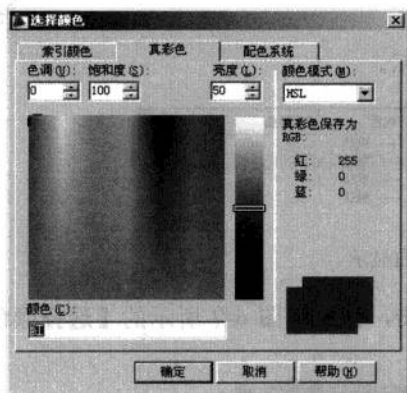 选择颜色
索引颜色 真彩色 配色系统
色调(U): 饱和度(S): 亮度(L): 颜色模式(M):
0 100 50 HSL
真彩色保存为
RGB:
红: 255
绿: 0
蓝: 0
颜色(C):
确定 取消 帮助(H)